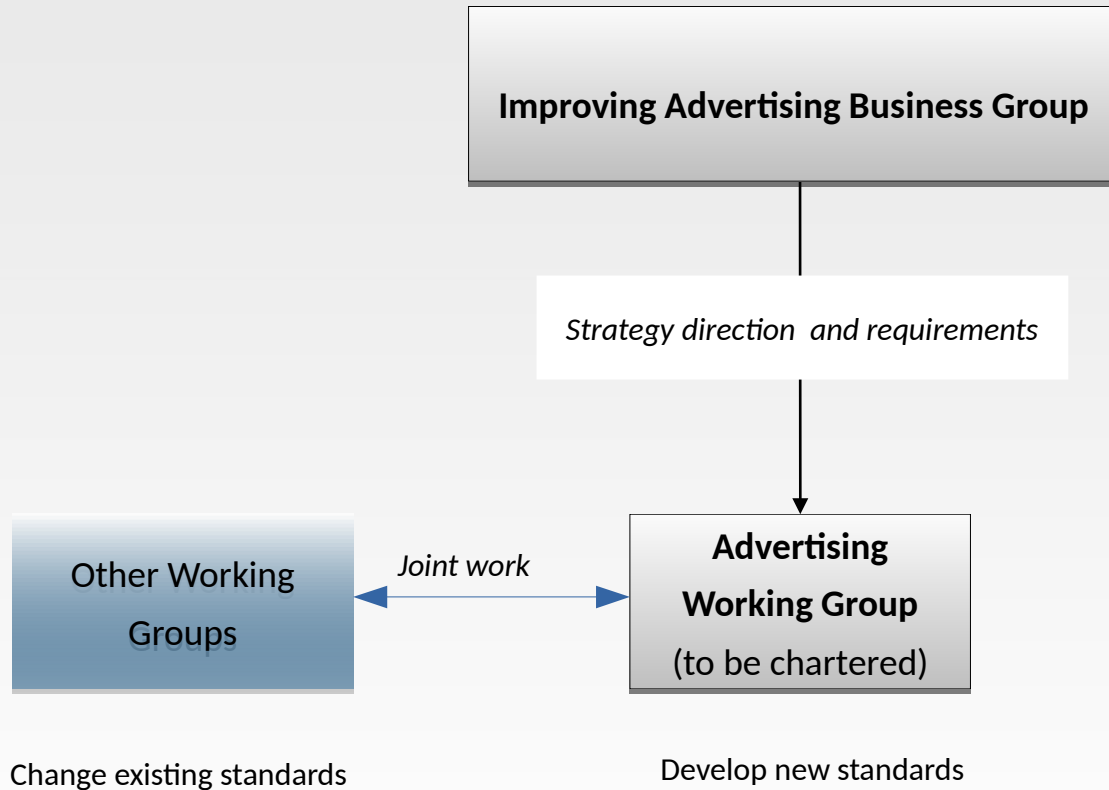 Improving Advertising Business Group
Strategy direction  and requirements
Other Working
Groups
Joint work
Advertising
Working Group
(to be chartered)
Change existing standards
Develop new standards